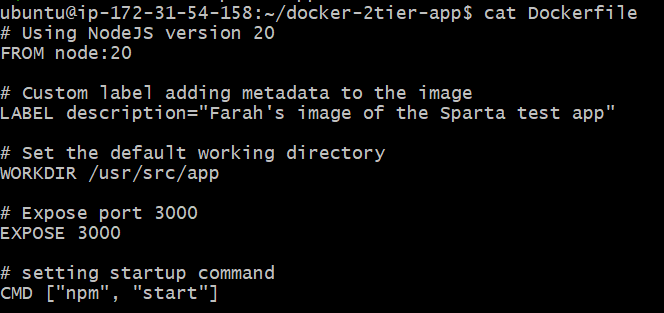 ubuntu@ip-172-31-54-158:~/docker-2tier-app$ cat Dockerfile
# Using NodeJS version 20
FROM node:20
# Custom label adding metadata to the image
LABEL description="Farah's image of the Sparta test app"
# Set the default working directory
WORKDIR /usr/src/app
# Expose port 3000
EXPOSE 3000
# setting startup command
CMD ["npm", "start"]